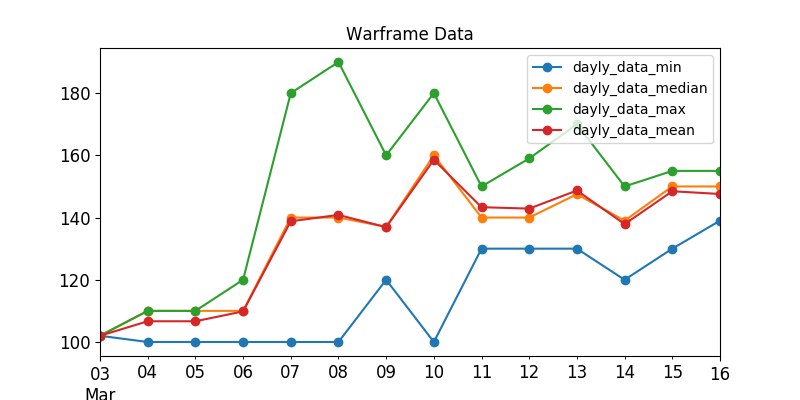 Warframe Data
dayly_data_min
dayly_data_median
dayly_data_max
dayly_data_mean
180
160
140
120
100
03 04 05 06 07 08 09 10 11 12 13 14 15 16
Mar